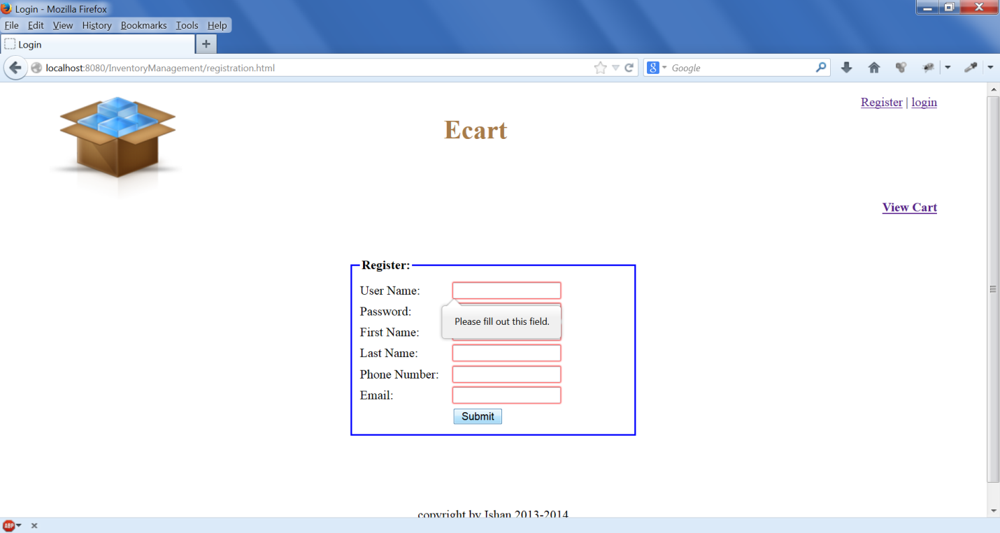 Login - Mozilla Firefox
File Edit View History Bookmarks Tools Help
Login
localhost:8080/InventoryManagement/registration.html
8 Google
Register | login
Ecart
View Cart
Register:
User Name:
Password:
Please fill out this field.
First Name:
Last Name:
Phone Number:
Email:
Submit
copyright by Ishan 2013-2014
ABP